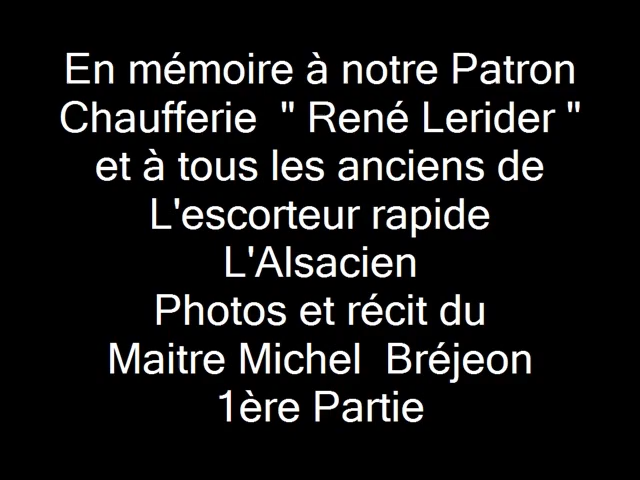 En mémoire à notre Patron
Chaufferie " René Lerider "
et à tous les anciens de
L'escorteur rapide
L'Alsacien
Photos et récit du
Maitre Michel Bréjeon
1ère Partie